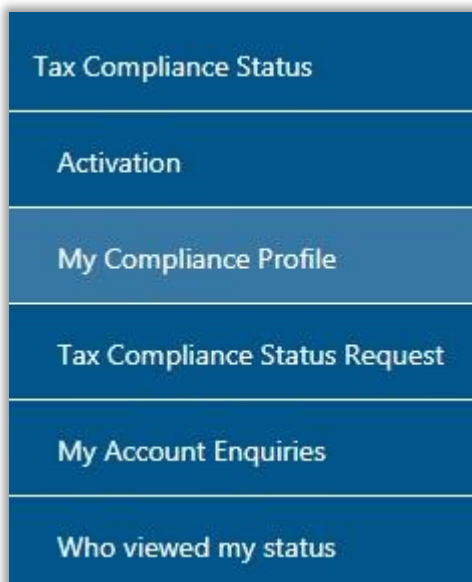 Tax Compliance Status
Activation
My Compliance Profile
Tax Compliance Status Request
My Account Enquiries
Who viewed my status